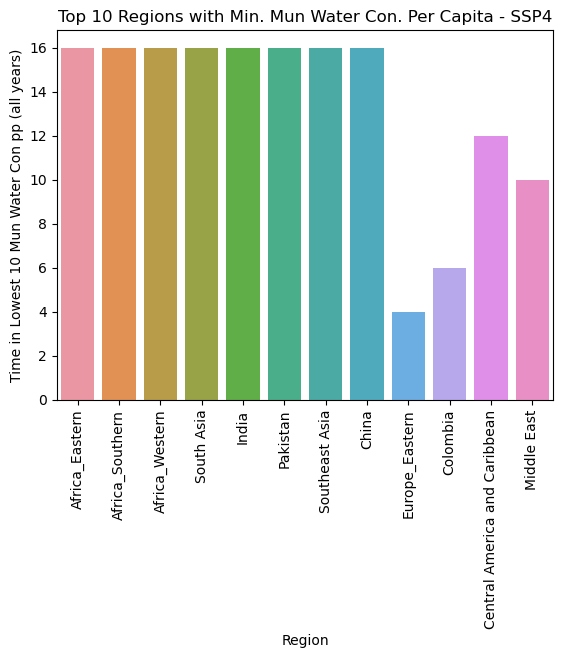 Top 10 Regions with Min. Mun Water Con. Per Capita - SSP4
Time in Lowest 10 Mun Water Con pp (all years)
16
14
12
10
8
6
4
2
0
Africa_Eastern
Africa_Southern
Africa_Western
South Asia
India
Pakistan
Southeast Asia
China
Europe_Eastern
Colombia
Central America and Caribbean
Middle East
Region